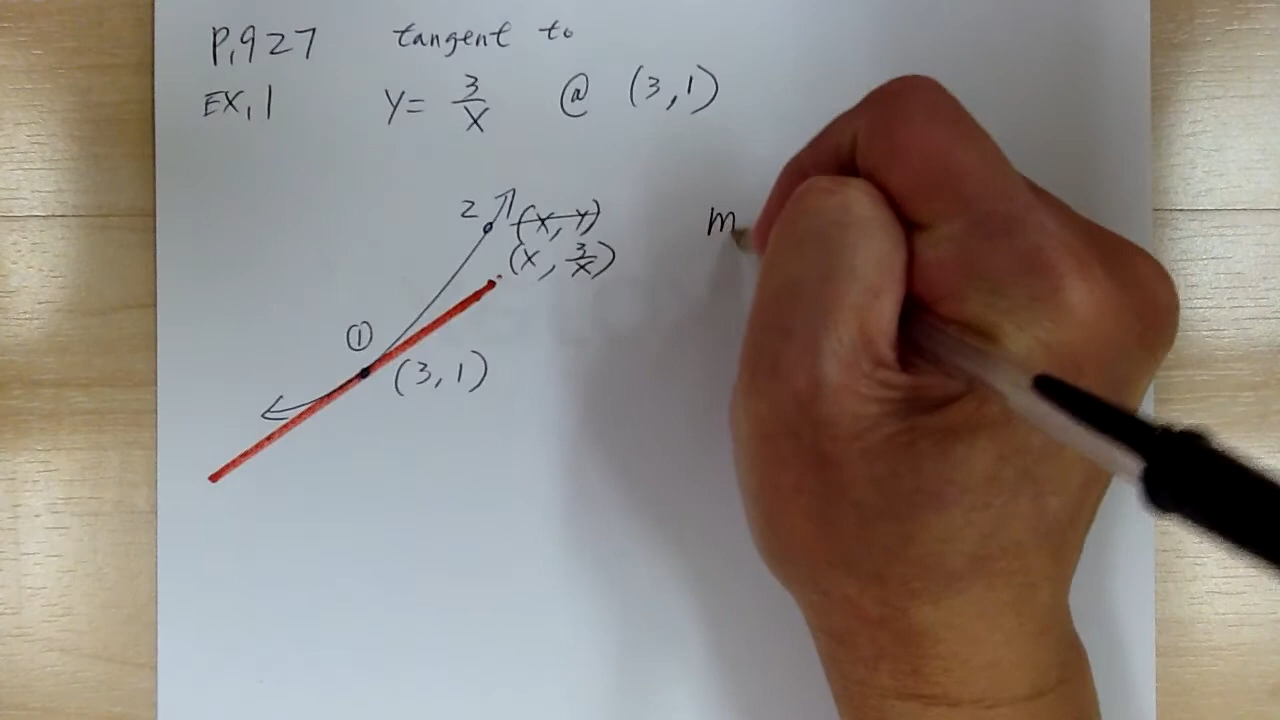 P.927 tangent to
EX.1 y= 3/x @ (3,1)
2 (x,y)
(x, 3/x)
m
①
(3,1)